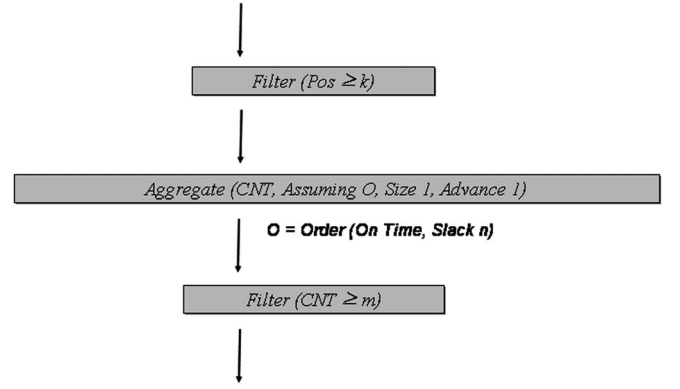 Filter (Pos ≥ k)
Aggregate (CNT, Assuming O, Size 1, Advance 1)
O = Order (On Time, Slack n)
Filter (CNT ≥ m)